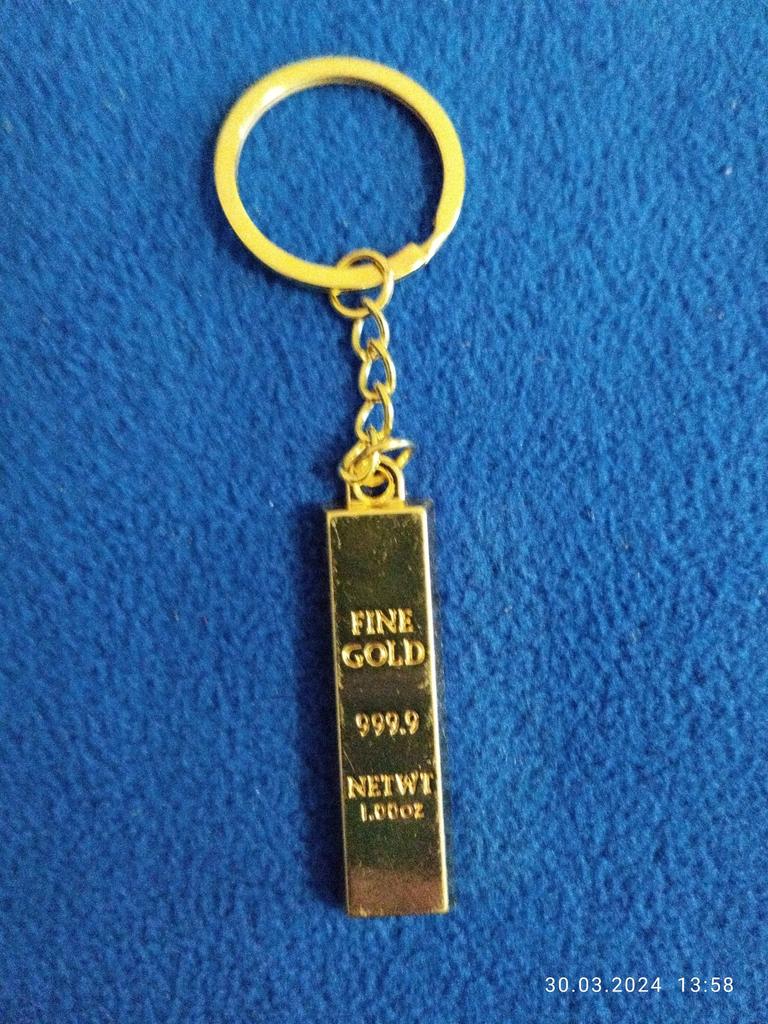 FINE
GOLD
999.9
NETWT
1.00oz
30.03.2024 13:58